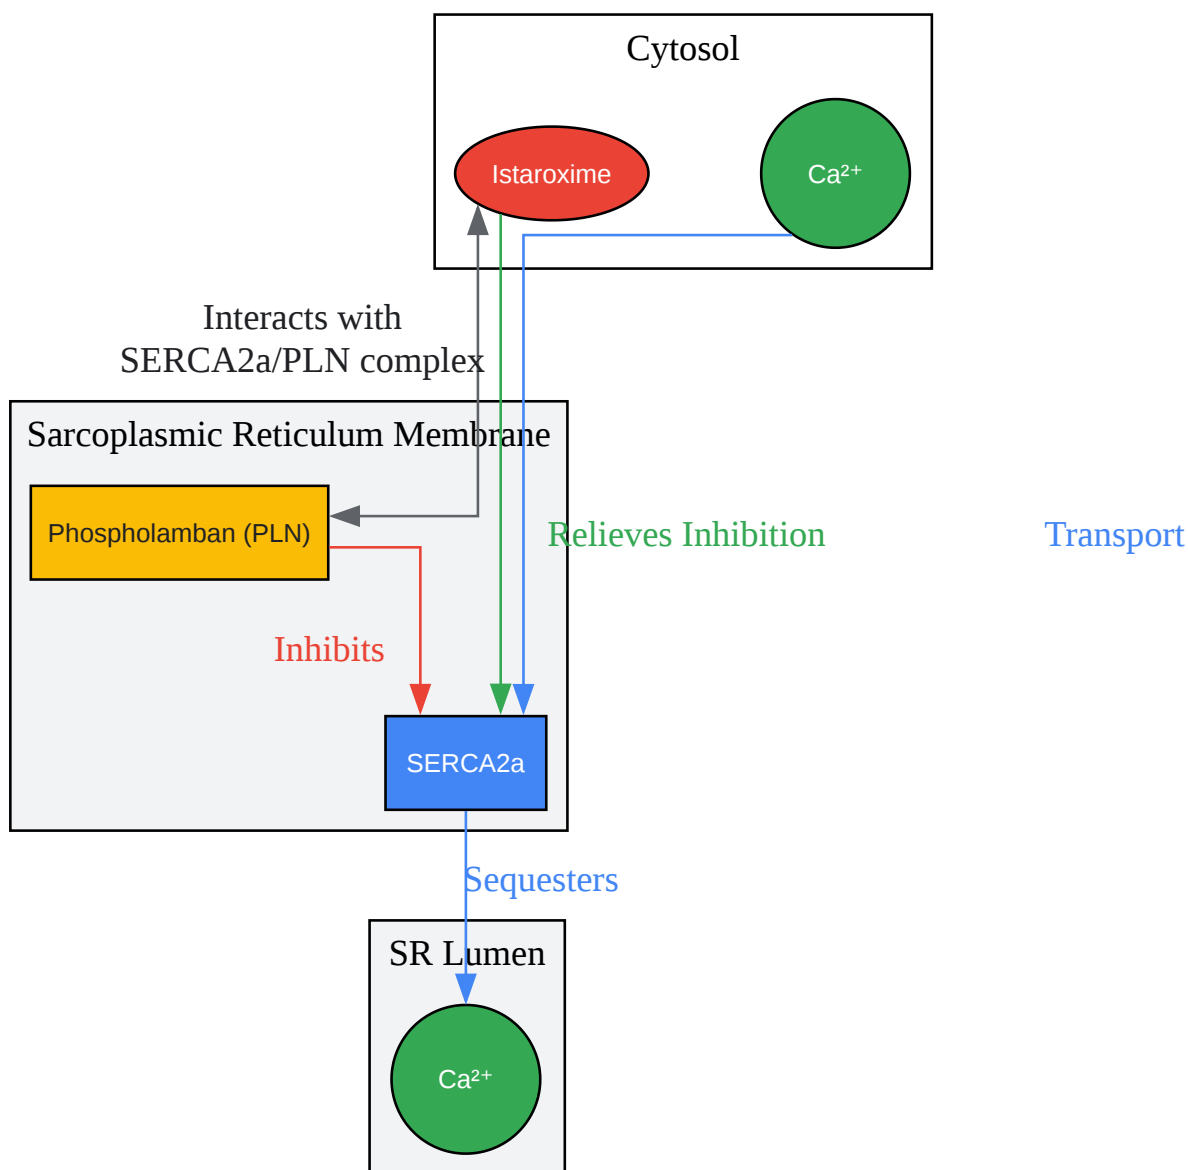 Cytosol
Istaroxime
Ca²⁺
Interacts with
SERCA2a/PLN complex
Sarcoplasmic Reticulum Membrane
Phospholamban (PLN)
Relieves Inhibition
Transport
Inhibits
SERCA2a
Sequesters
SR Lumen
Ca²⁺